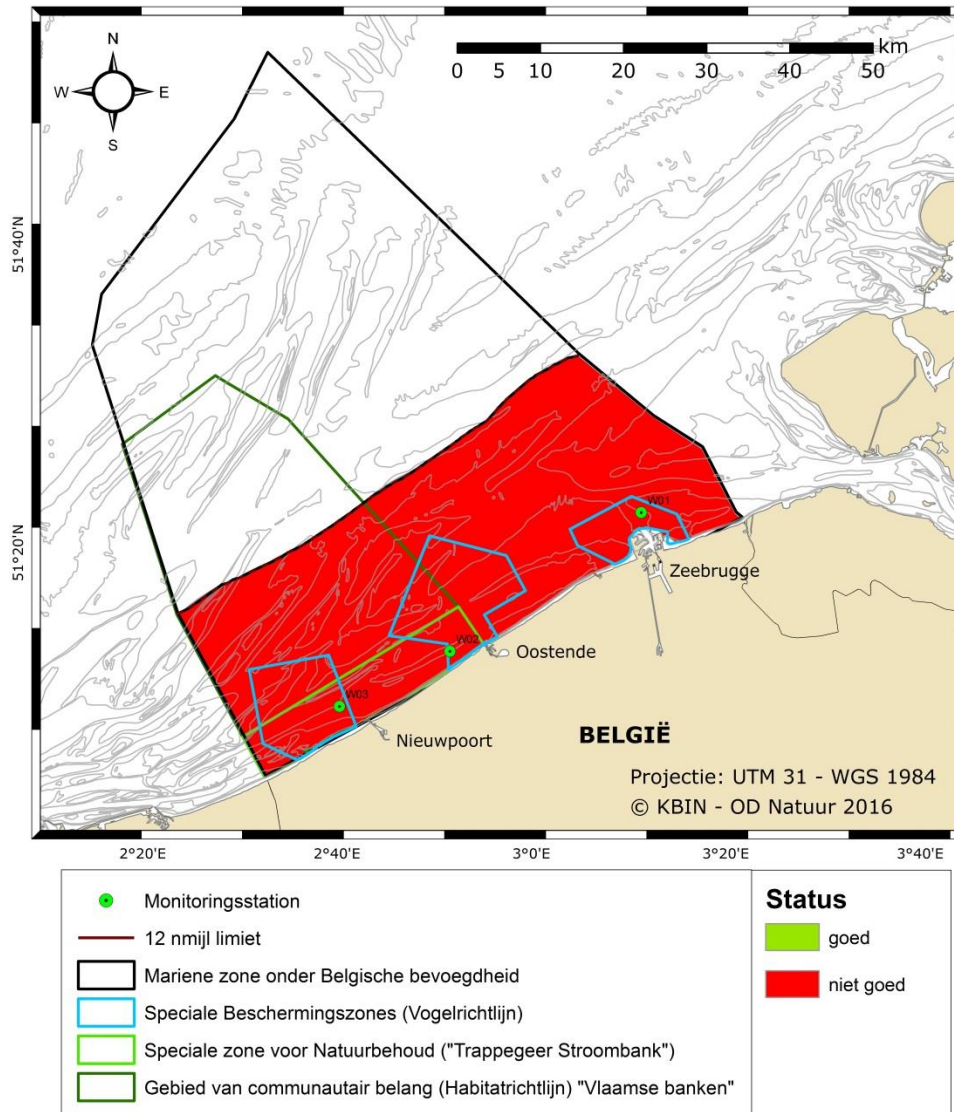 N
W E
S
km
0 5 10 20 30 40 50
51°40'N
51°20'N
W01
Zeebrugge
W02
Oostende
W03
Nieuwpoort
BELGIË
Projectie: UTM 31 - WGS 1984
© KBIN - OD Natuur 2016
2°20'E 2°40'E 3°0'E 3°20'E 3°40'E
Monitoringsstation
12 nmijl limiet
Mariene zone onder Belgische bevoegdheid
Speciale Beschermingszones (Vogelrichtlijn)
Speciale zone voor Natuurbehoud ("Trappegeer Stroombank")
Gebied van communautair belang (Habitatrichtlijn) "Vlaamse banken"
Status
goed
niet goed